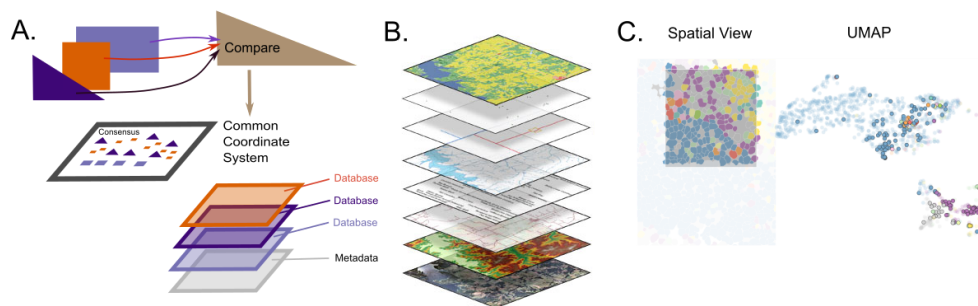 A.
Compare
Consensus
Common
Coordinate
System
Database
Database
Database
Metadata
B.
C.
Spatial View
UMAP